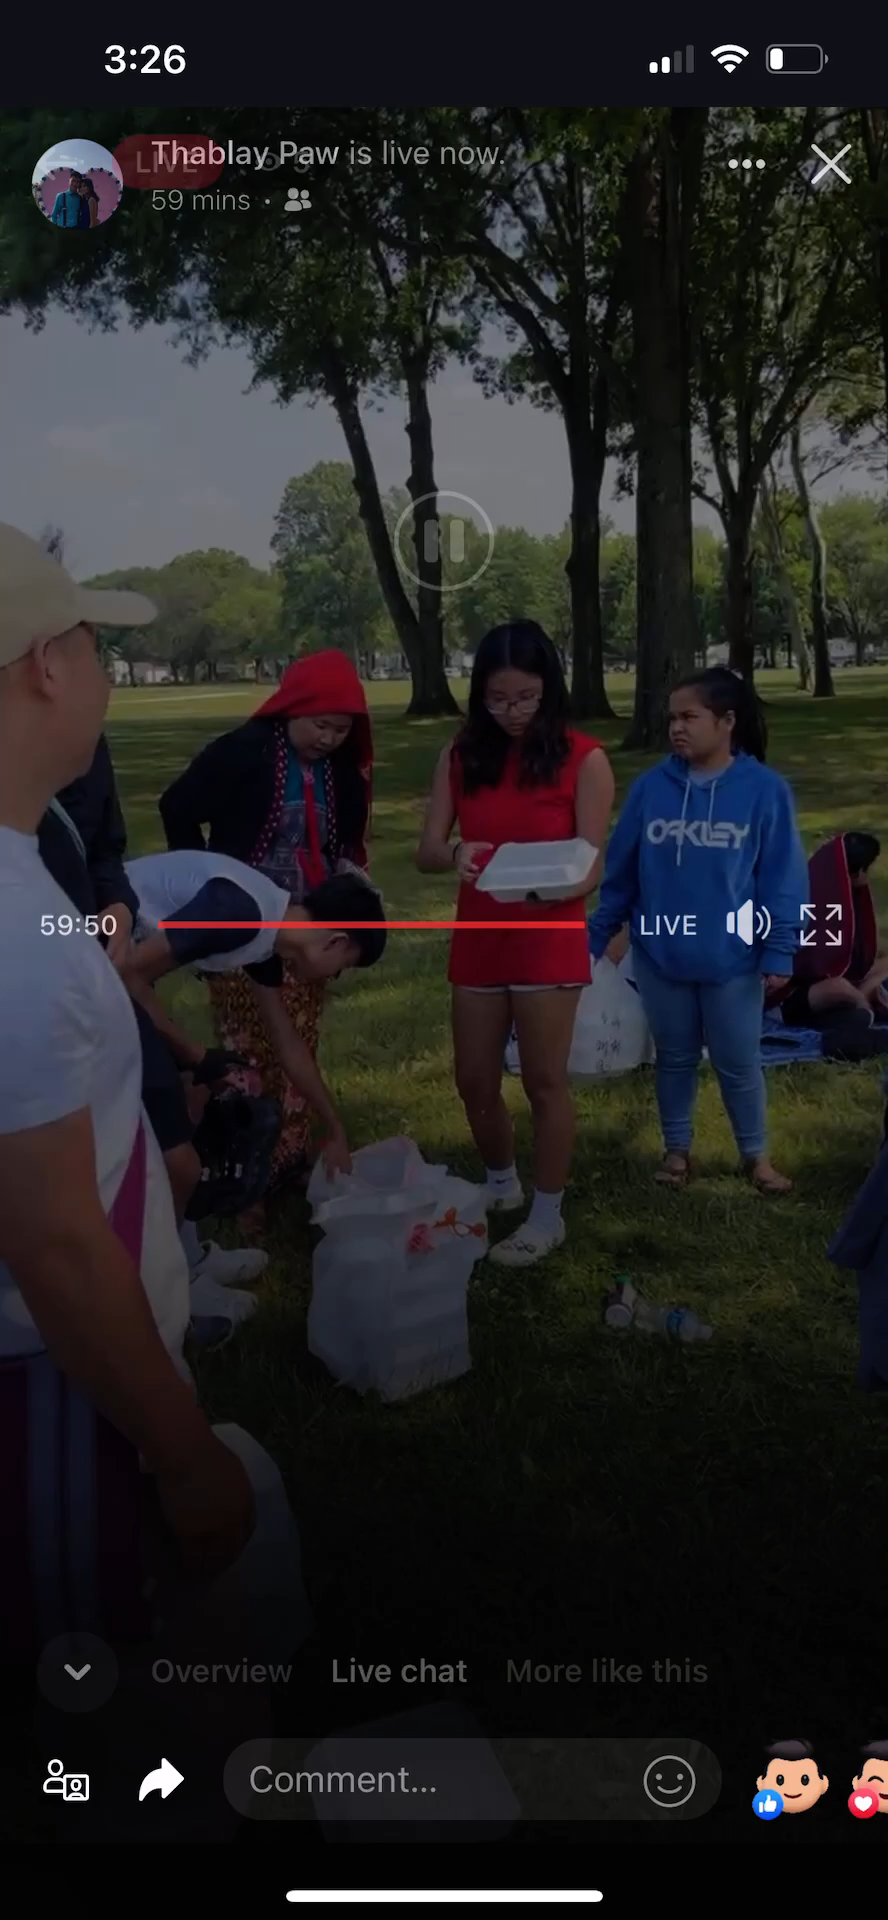 3:26
LIVE
Thablay Paw is live now.
59 mins ·
OAKLEY
59:50
LIVE
Overview Live chat More like this
Comment...